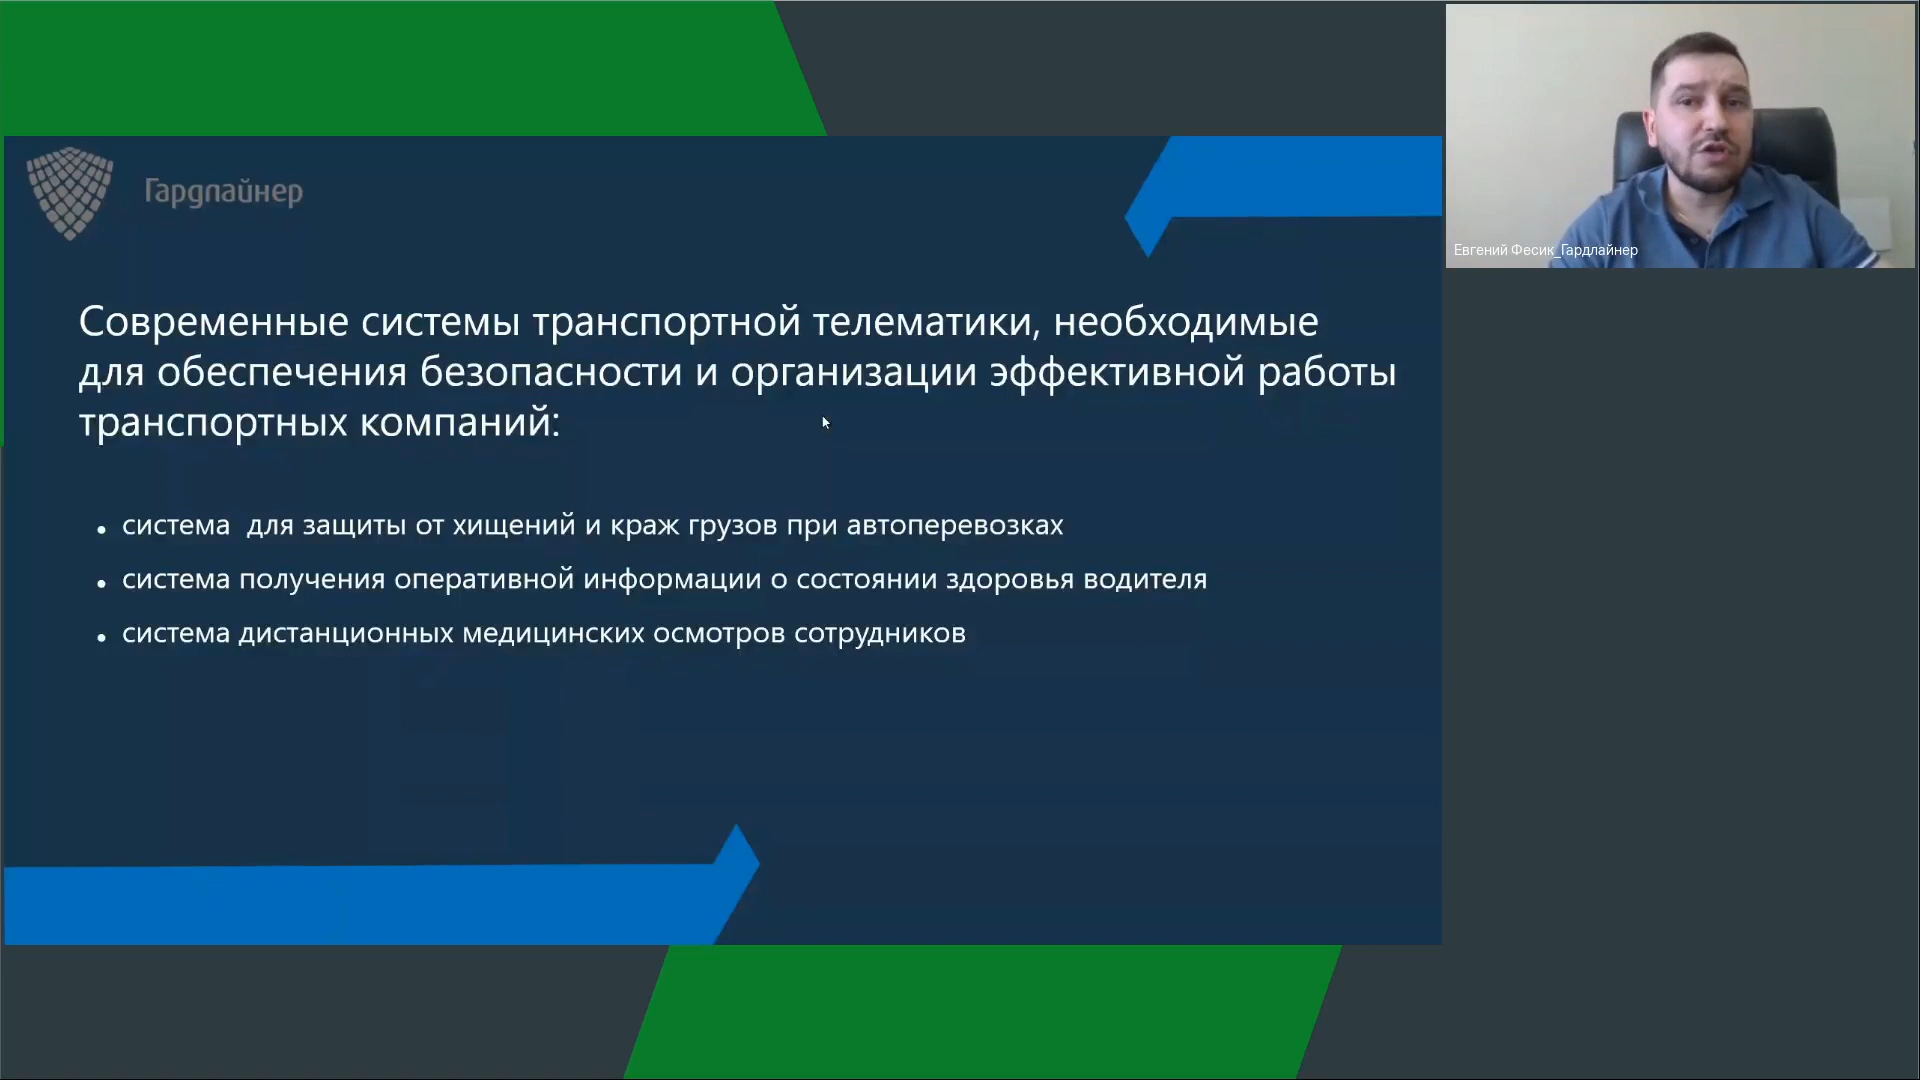 Гардлайнер
Современные системы транспортной телематики, необходимые
для обеспечения безопасности и организации эффективной работы
транспортных компаний:
• система для защиты от хищений и краж грузов при автоперевозках
• система получения оперативной информации о состоянии здоровья водителя
• система дистанционных медицинских осмотров сотрудников
Евгений Фесик_Гардлайнер